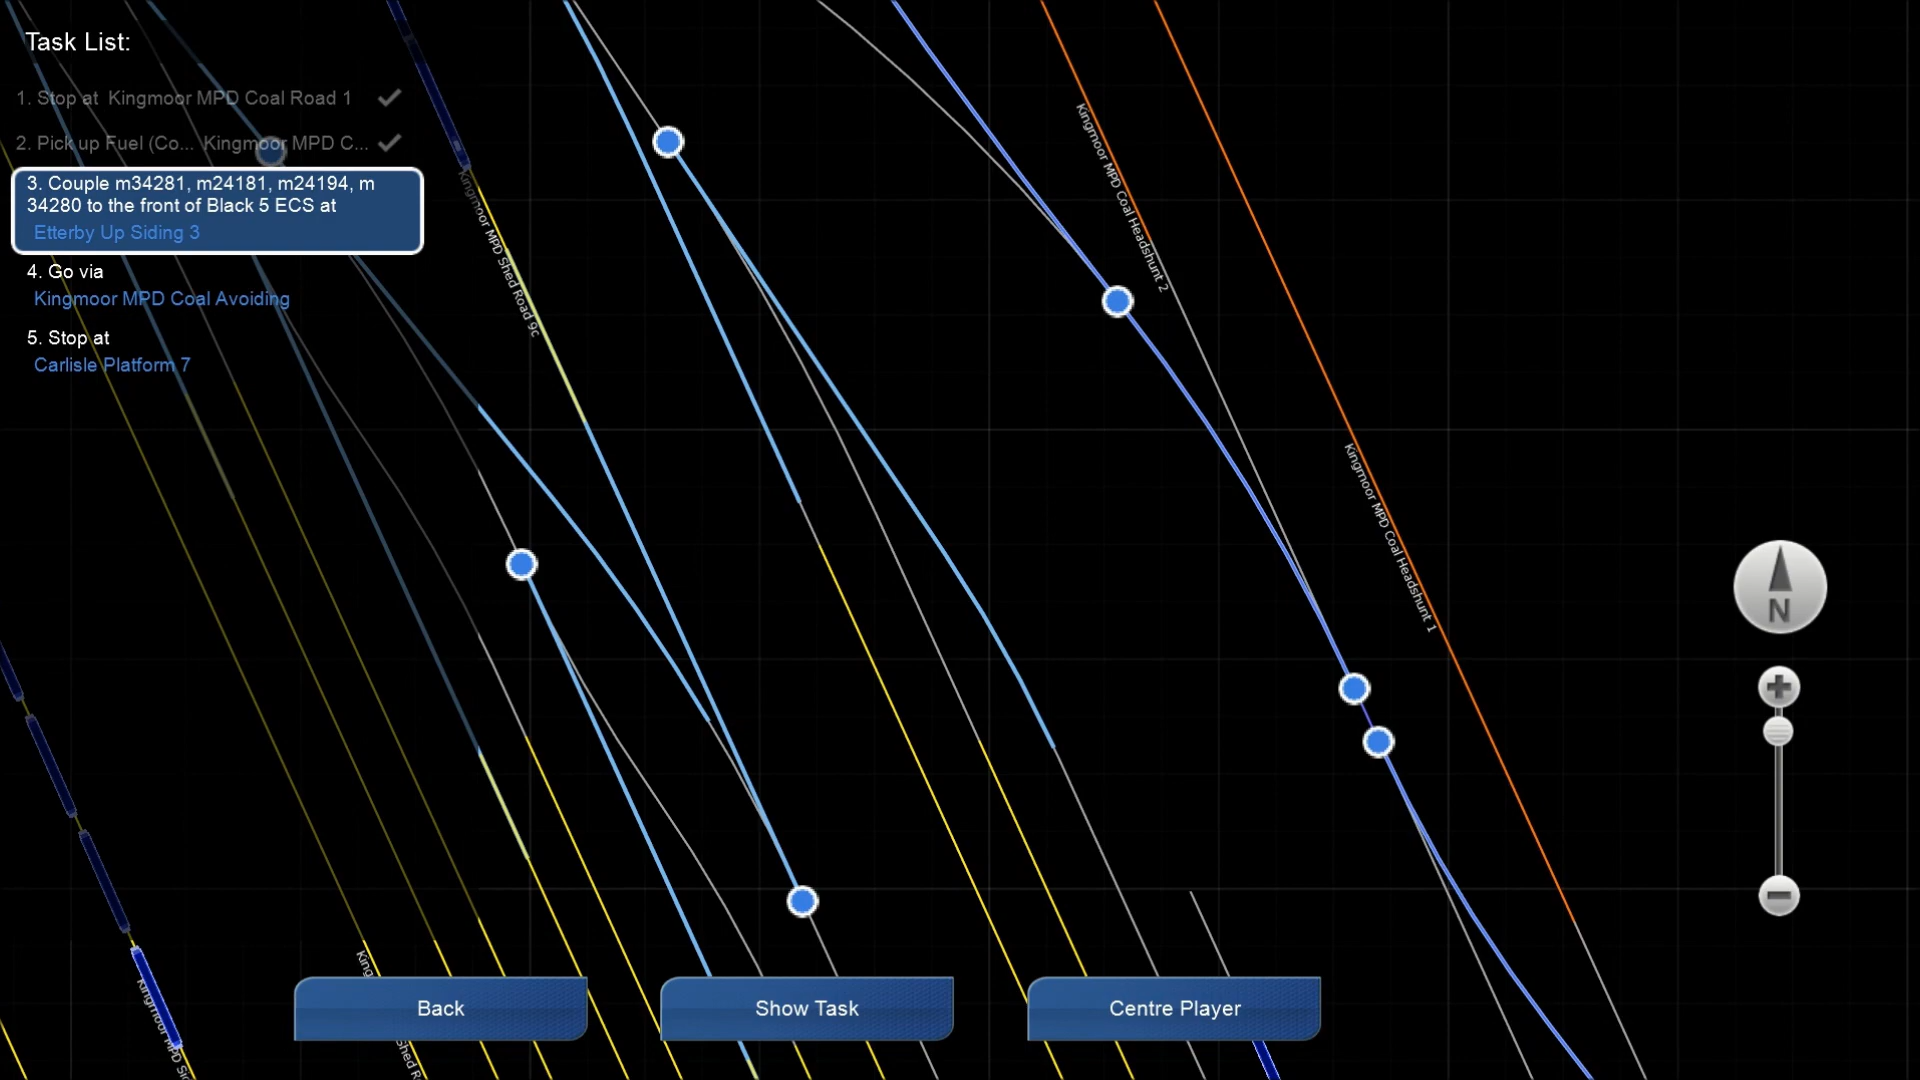 Task List:
1. Stop at Kingmoor MPD Coal Road 1
2. Pick up Fuel (Co... Kingmoor MPD C...
3. Couple m34281, m24181, m24194, m
34280 to the front of Black 5 ECS at
Etterby Up Siding 3
4. Go via
Kingmoor MPD Coal Avoiding
5. Stop at
Carlisle Platform 7
Kingmoor MPD Shed Road 9c
Kingmoor MPD Coal Headshunt 2
Kingmoor MPD Coal Headshunt 1
N
Back
Show Task
Centre Player